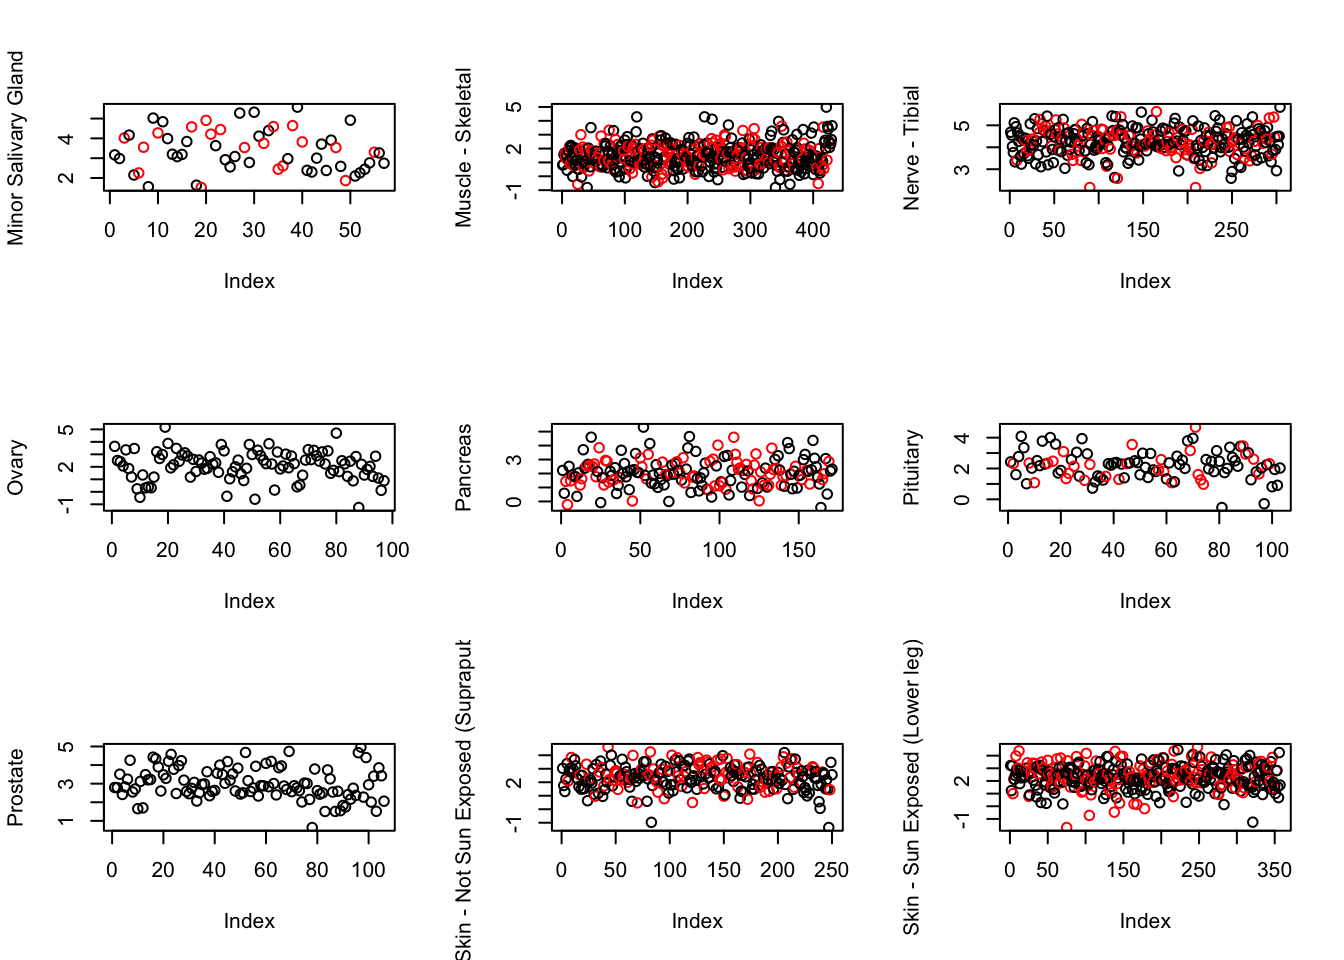 Minor Salivary Gland
2 4
0 10 20 30 40 50
Index
Muscle - Skeletal
-1 2 5
0 100 200 300 400
Index
Nerve - Tibial
3 5
0 50 150 250
Index
Ovary
-1 2 5
0 20 40 60 80 100
Index
Pancreas
0 3
0 50 100 150
Index
Pituitary
0 2 4
0 20 40 60 80 100
Index
Prostate
1 3 5
0 20 40 60 80 100
Index
Skin - Not Sun Exposed (Suprapub
-1 2
0 50 100 150 200 250
Index
Skin - Sun Exposed (Lower leg)
-1 2
0 50 150 250 350
Index